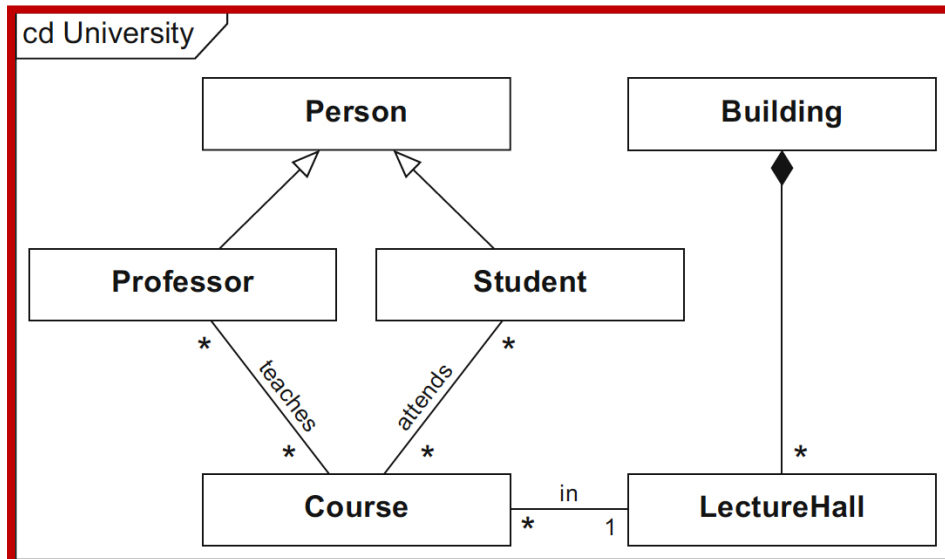 cd University
Person
Building
Professor
Student
*
*
teaches
attends
*
*
*
Course
in
*
1
LectureHall